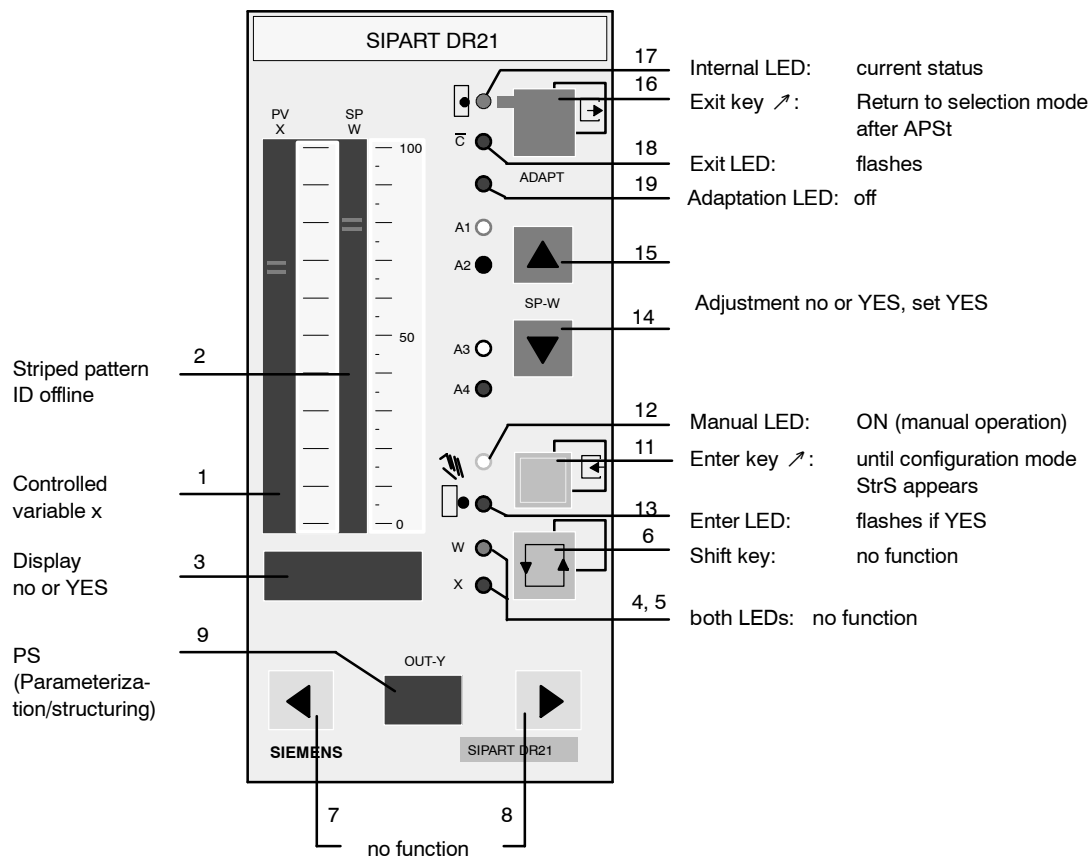 SIPART DR21
17
Internal LED: current status
16
Exit key ↗: Return to selection mode
after APSt
PV
X
SP
W
100
C̅
18
Exit LED: flashes
ADAPT
19
Adaptation LED: off
A1
A2
15
SP-W
Adjustment no or YES, set YES
14
50
A3
2
Striped pattern
ID offline
A4
12
Manual LED: ON (manual operation)
11
Enter key ↗: until configuration mode
StrS appears
1
Controlled
variable x
13
Enter LED: flashes if YES
0
6
Shift key: no function
W
3
Display
no or YES
X
4, 5
both LEDs: no function
9
PS
(Parameteriza-
tion/structuring)
OUT-Y
SIEMENS
SIPART DR21
7
8
no function